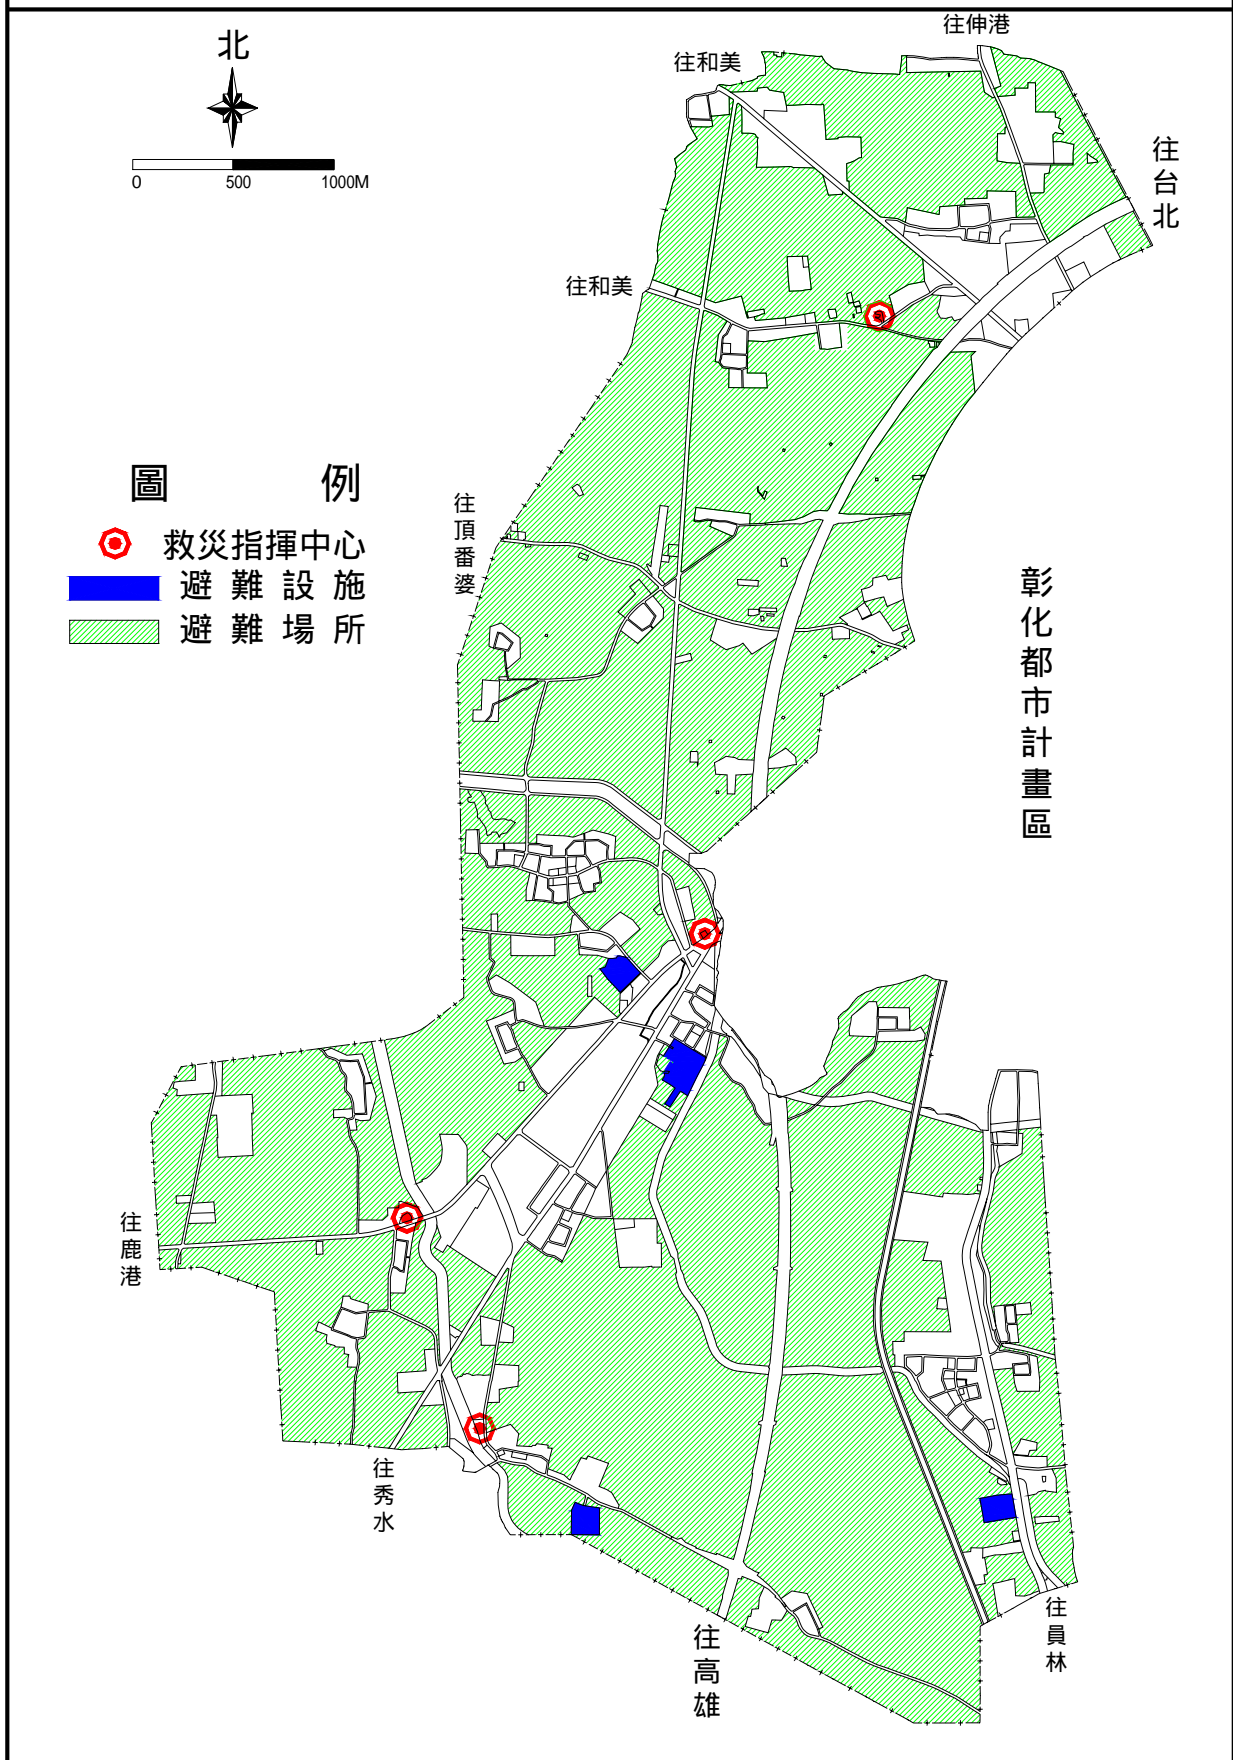 往伸港
北
往和美
往台北
0 500 1000M
往和美
圖例
救災指揮中心
避難設施
避難場所
往頂番婆
彰化都市計畫區
往鹿港
往秀水
往員林
往高雄